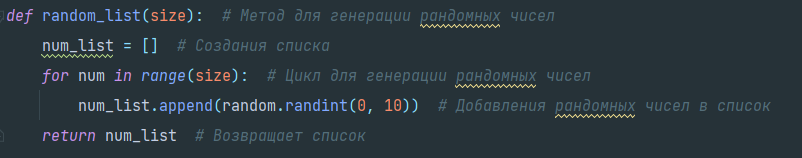 def random_list(size):  # Метод для генерации рандомных чисел
    num_list = []  # Создания списка
    for num in range(size):  # Цикл для генерации рандомных чисел
        num_list.append(random.randint(0, 10))  # Добавления рандомных чисел в список
    return num_list  # Возвращает список